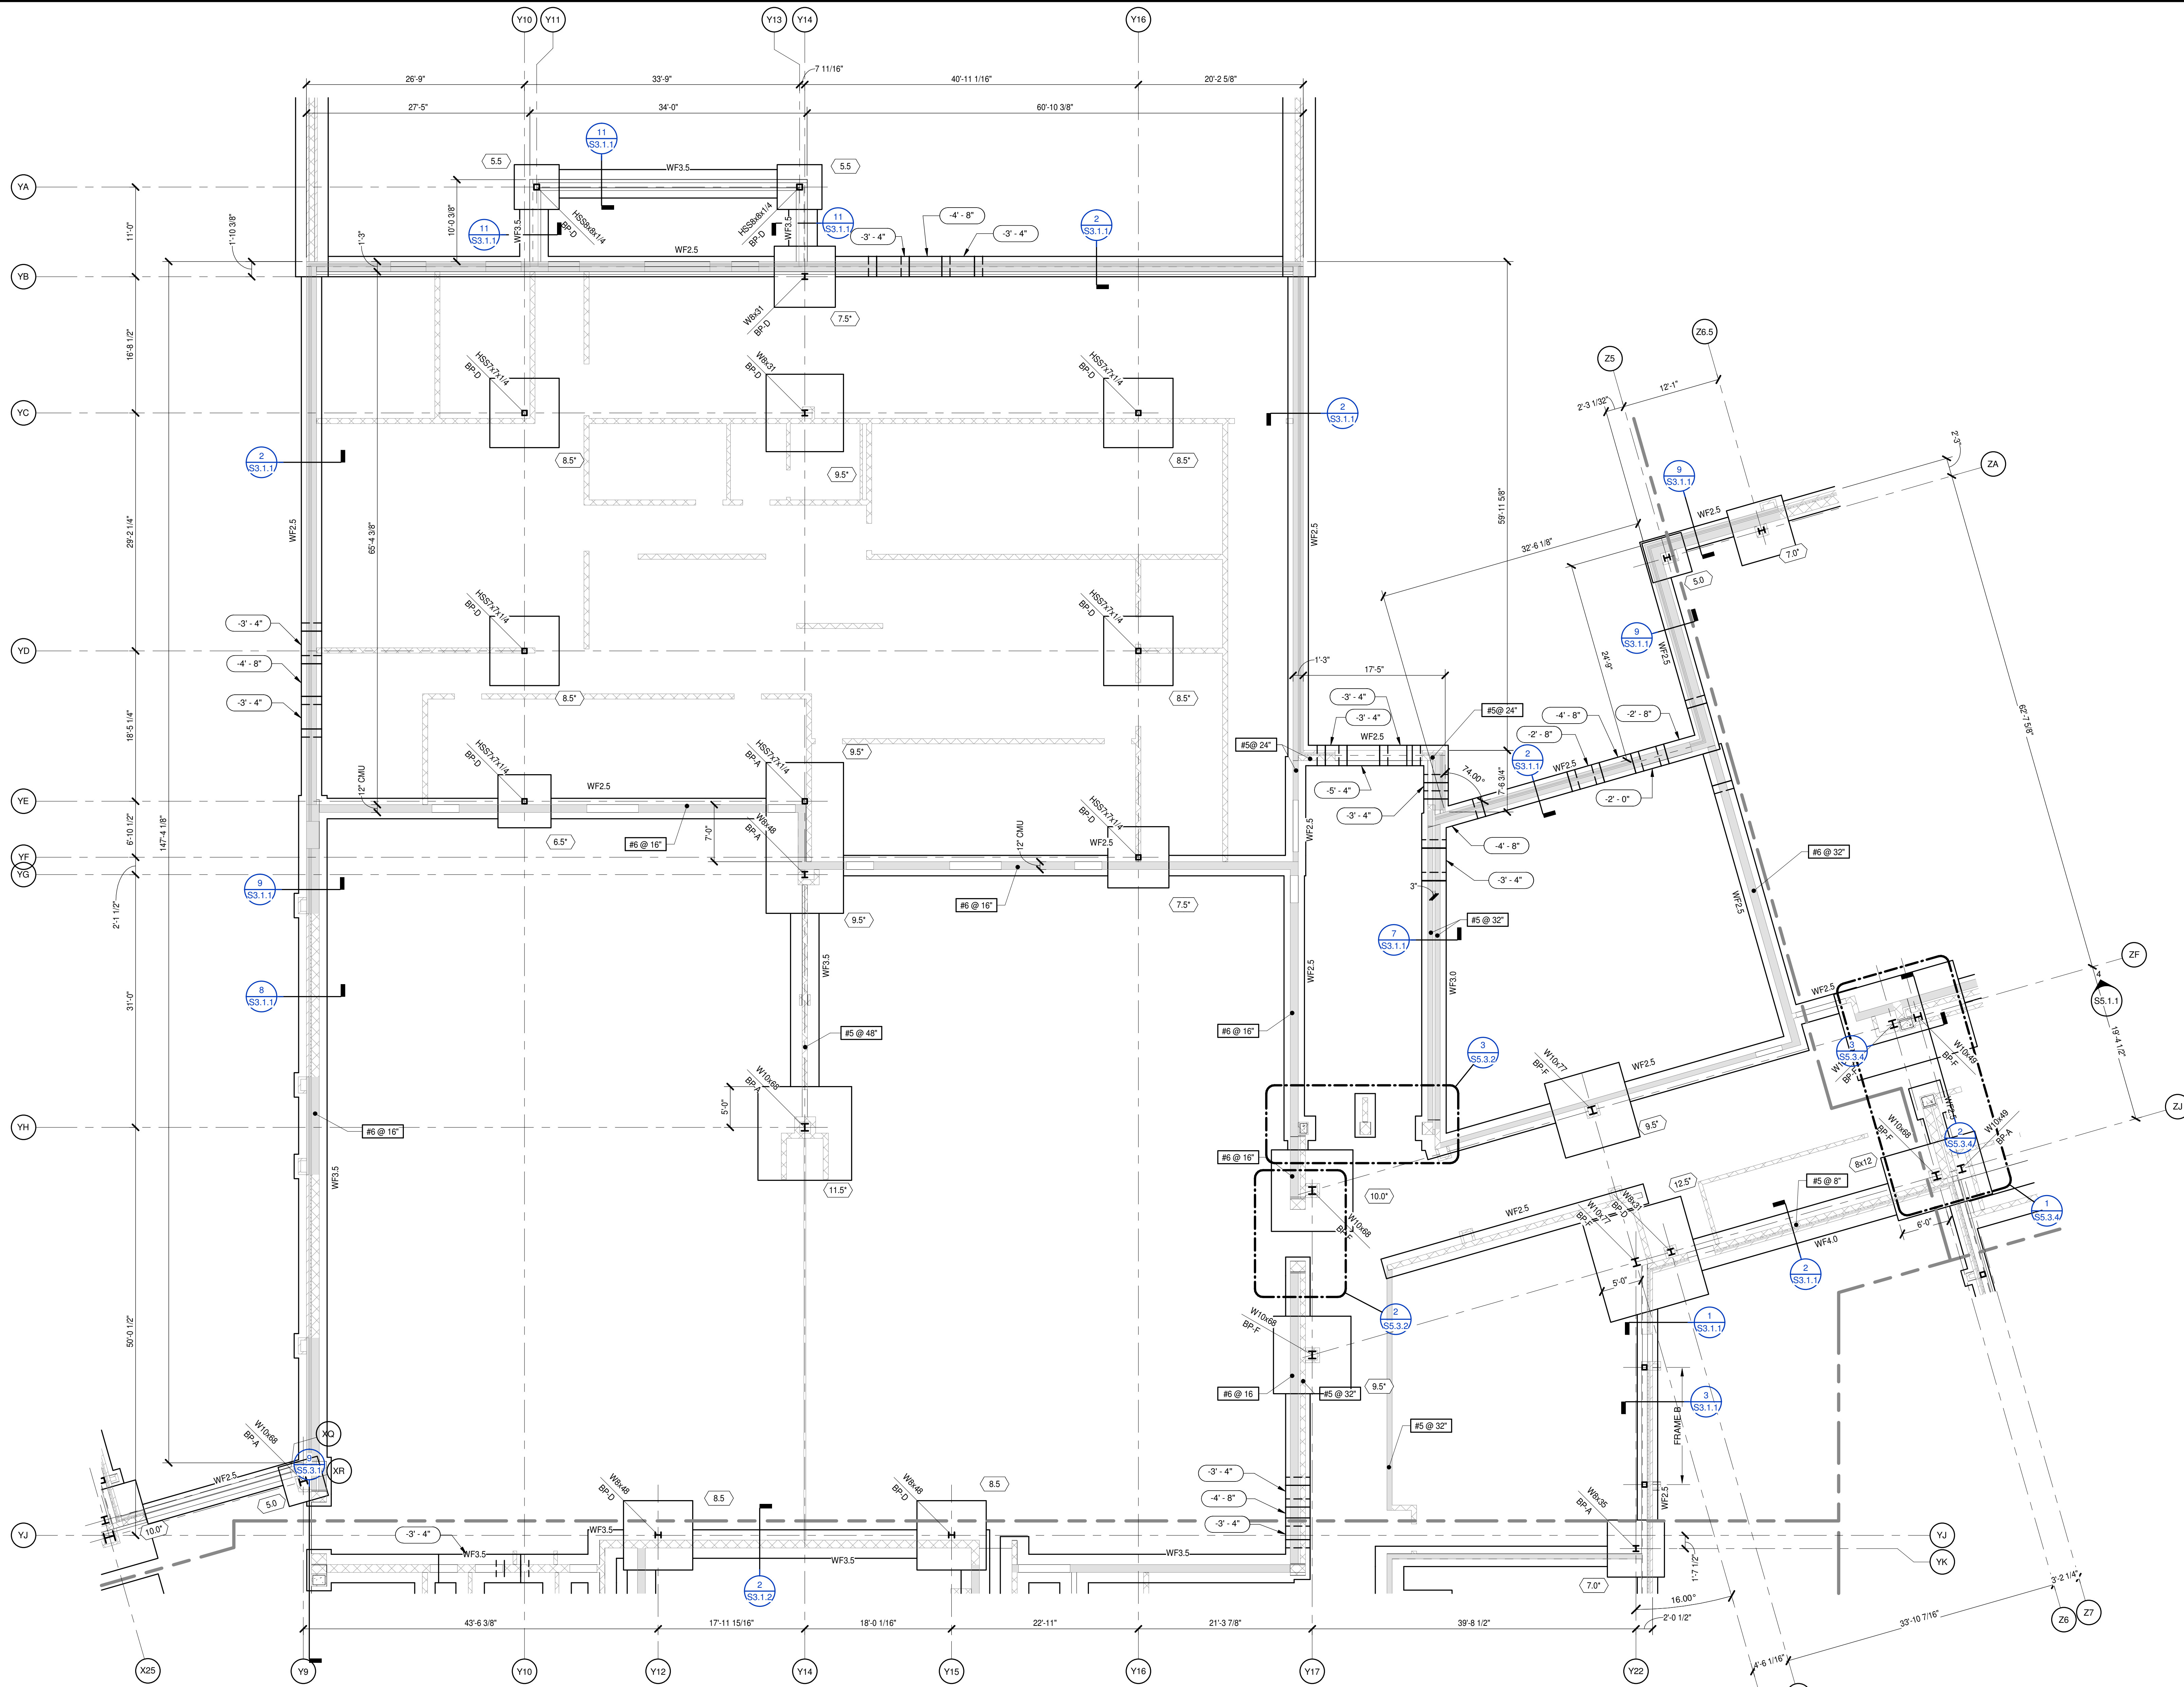 Y10
Y11
Y13
Y14
Y16
7 11/16"
26'-9"
33'-9"
40'-11 1/16"
20'-2 5/8"
27'-5"
34'-0"
60'-10 3/8"
11
S3.1.1
5.5
WF3.5
5.5
YA
10'-0 3/8"
HSS8x8x1/4
BP-D
HSS8x8x1/4
BP-D
11'-0"
1'-10 3/8"
1'-3"
11
S3.1.1
WF3.5
WF3.5
11
S3.1.1
-3' - 4"
-4' - 8"
-3' - 4"
2
S3.1.1
WF2.5
YB
W8x31
BP-D
7.5"
16'-8 1/2"
Z6.5
Z5
12'-1"
2'-3 1/32"
HSS7x7x1/4
BP-D
W8x31
BP-D
HSS7x7x1/4
BP-D
YC
2
S3.1.1
2
S3.1.1
8.5"
9.5"
8.5"
2'-3"
ZA
9
S3.1.1
WF2.5
7.0"
5.0
WF2.5
29'-2 1/4"
65'-4 3/8"
WF2.5
59'-11 5/8"
32'-6 1/8"
HSS7x7x1/4
BP-D
HSS7x7x1/4
BP-D
-3' - 4"
YD
-4' - 8"
-3' - 4"
8.5"
8.5"
9
S3.1.1
WF2.5
24'-9"
1'-3"
17'-5"
18'-5 1/4"
62'-7 5/8"
-3' - 4"
-3' - 4"
#5@ 24"
#5@ 24"
WF2.5
-4' - 8"
-2' - 8"
-2' - 8"
2
S3.1.1
WF2.5
-2' - 0"
74.00°
7'-6 3/4"
-5' - 4"
-3' - 4"
-4' - 8"
-3' - 4"
3"
HSS7x7x1/4
BP-D
HSS7x7x1/4
BP-A
9.5"
12" CMU
WF2.5
YE
6.5"
#6 @ 16"
W8x48
BP-A
7'-0"
HSS7x7x1/4
BP-D
12" CMU
WF2.5
WF2.5
6'-10 1/2"
147'-4 1/8"
YF
YG
2'-1 1/2"
9
S3.1.1
9.5"
#6 @ 16"
7.5"
#6 @ 32"
WF2.5
#5 @ 32"
7
S3.1.1
WF3.0
WF2.5
WF3.5
8
S3.1.1
31'-0"
#6 @ 16"
#5 @ 48"
ZF
4
S5.1.1
WF2.5
19'-4 1/2"
3
S5.3.4
BP-F
W10x49
BP-F
3
S5.3.2
W10x77
BP-F
WF2.5
9.5"
WF2.5
W10x49
BP-A
W10x68
BP-F
2
S5.3.4
ZJ
W10x68
BP-A
5'-0"
YH
#6 @ 16"
WF3.5
11.5"
#6 @ 16"
10.0"
W10x68
BP-F
8x12
12.5"
#5 @ 8"
W8x31
BP-D
W10x77
BP-F
WF2.5
WF4.0
6'-0"
1
S5.3.4
2
S3.1.1
5'-0"
50'-0 1/2"
W10x68
BP-F
2
S5.3.2
1
S3.1.1
#6 @ 16
#5 @ 32"
9.5"
3
S3.1.1
FRAME B
#5 @ 32"
W10x68
BP-A
XQ
9
S5.3.1
XR
WF2.5
5.0
10.0"
W8x48
BP-D
8.5
W8x48
BP-D
8.5
-3' - 4"
-4' - 8"
-3' - 4"
W8x35
BP-A
WF2.5
YJ
-3' - 4"
WF3.5
WF3.5
WF3.5
WF3.5
YJ
YK
2
S3.1.2
7.0"
1'-7 1/2"
16.00°
2'-0 1/2"
3'-2 1/4"
33'-10 7/16"
4'-6 1/16"
43'-6 3/8"
17'-11 15/16"
18'-0 1/16"
22'-11"
21'-3 7/8"
39'-8 1/2"
X25
Y9
Y10
Y12
Y14
Y15
Y16
Y17
Y22
Z6
Z7